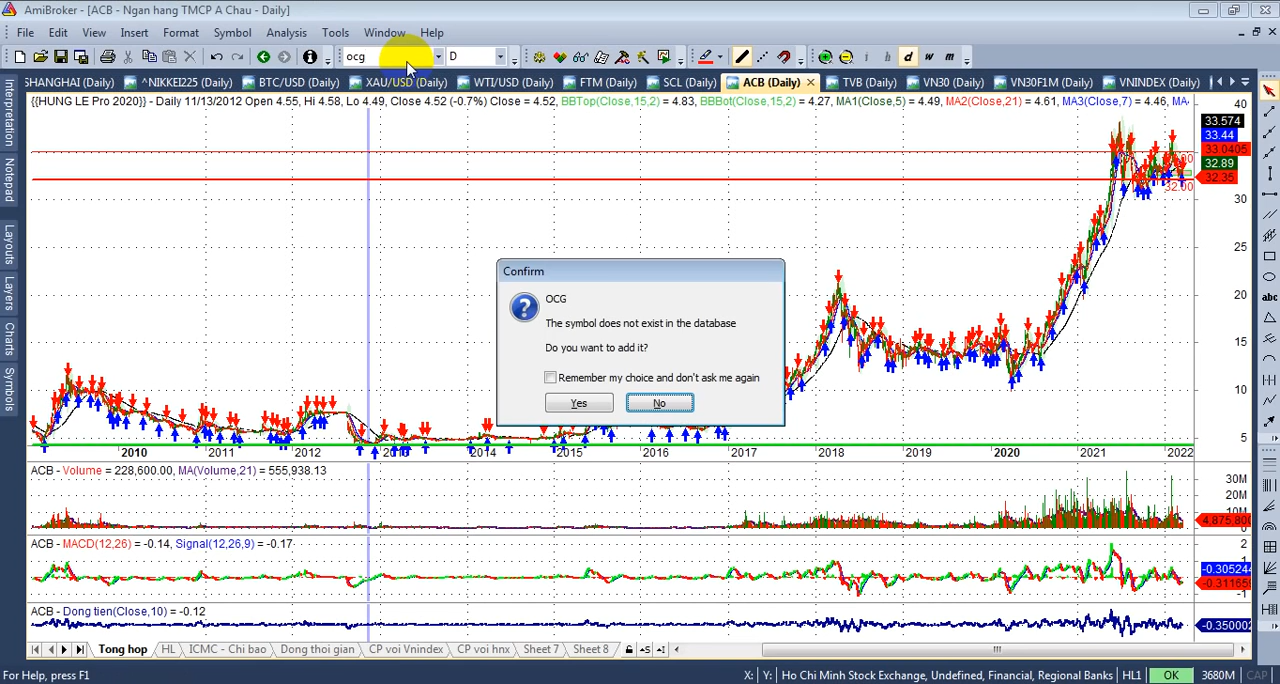 AmiBroker - [ACB - Ngan hang TMCP A Chau - Daily]
File Edit View Insert Format Symbol Analysis Tools Window Help
ocg D i h d w m
SHANGHAI (Daily) ^NIKKEI225 (Daily) BTC/USD (Daily) XAU/USD (Daily) WTI/USD (Daily) FTM (Daily) SCL (Daily) ACB (Daily) TVB (Daily) VN30 (Daily) VN30F1M (Daily) VNINDEX (Daily)
{{HUNG LE Pro 2020}} - Daily 11/13/2012 Open 4.55, Hi 4.58, Lo 4.49, Close 4.52 (-0.7%) Close = 4.52, BBTop(Close,15,2) = 4.83, BBBot(Close,15,2) = 4.27, MA1(Close,5) = 4.49, MA2(Close,21) = 4.61, MA3(Close,7) = 4.46,
Interpretation
Notepad
Layouts
Layers
Charts
Symbols
40
33.574
33.44
33.0405
32.89
32.35
32.00
30
25
20
15
10
5
abc
Confirm
OCG
The symbol does not exist in the database
Do you want to add it?
Remember my choice and don't ask me again
Yes No
2010 2011 2012 2013 2014 2015 2016 2017 2018 2019 2020 2021 2022
ACB - Volume = 228,600.00, MA(Volume,21) = 555,938.13
30M
20M
10M
4,875,800
ACB - MACD(12,26) = -0.14, Signal(12,26,9) = -0.17
2
1
-0.305244
-1
ACB - Dong tien(Close,10) = -0.12
-0.350002
Tong hop HL ICMC - Chi bao Dong thoi gian CP voi Vnindex CP voi hnx Sheet 7 Sheet 8
For Help, press F1 X: Y: Ho Chi Minh Stock Exchange, Undefined, Financial, Regional Banks HL1 OK 3680M CAP